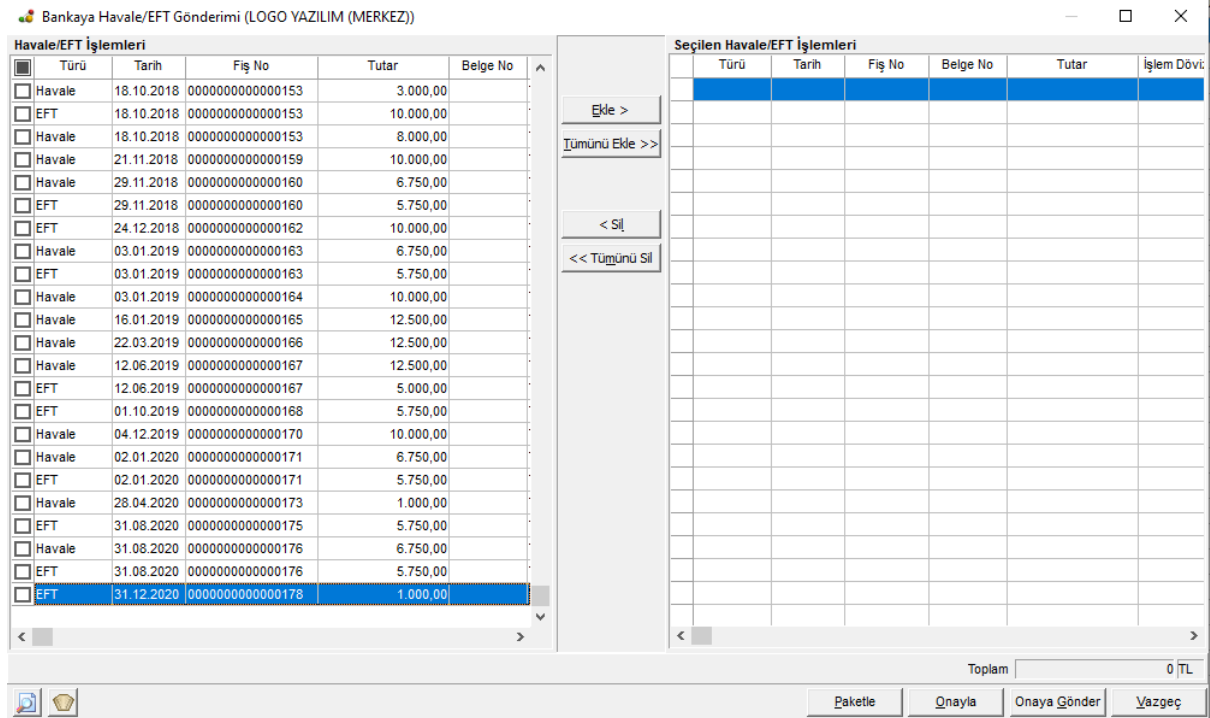 Bankaya Havale/EFT Gönderimi (LOGO YAZILIM (MERKEZ))
Havale/EFT İşlemleri
Türü Tarih Fiş No Tutar Belge No
Havale 18.10.2018 0000000000000153 3.000,00
EFT 18.10.2018 0000000000000153 10.000,00
Havale 18.10.2018 0000000000000153 8.000,00
Havale 21.11.2018 0000000000000159 10.000,00
Havale 29.11.2018 0000000000000160 6.750,00
EFT 29.11.2018 0000000000000160 5.750,00
EFT 24.12.2018 0000000000000162 10.000,00
Havale 03.01.2019 0000000000000163 6.750,00
EFT 03.01.2019 0000000000000163 5.750,00
Havale 03.01.2019 0000000000000164 10.000,00
Havale 16.01.2019 0000000000000165 12.500,00
Havale 22.03.2019 0000000000000166 12.500,00
Havale 12.06.2019 0000000000000167 12.500,00
EFT 12.06.2019 0000000000000167 5.000,00
EFT 01.10.2019 0000000000000168 5.750,00
Havale 04.12.2019 0000000000000170 10.000,00
Havale 02.01.2020 0000000000000171 6.750,00
EFT 02.01.2020 0000000000000171 5.750,00
Havale 28.04.2020 0000000000000173 1.000,00
EFT 31.08.2020 0000000000000175 5.750,00
Havale 31.08.2020 0000000000000176 6.750,00
EFT 31.08.2020 0000000000000176 5.750,00
EFT 31.12.2020 0000000000000178 1.000,00
Ekle >
Tümünü Ekle >>
< Sil
<< Tümünü Sil
Seçilen Havale/EFT İşlemleri
Türü Tarih Fiş No Belge No Tutar İşlem Döviz
Toplam 0 TL
Paketle Onayla Onaya Gönder Vazgeç